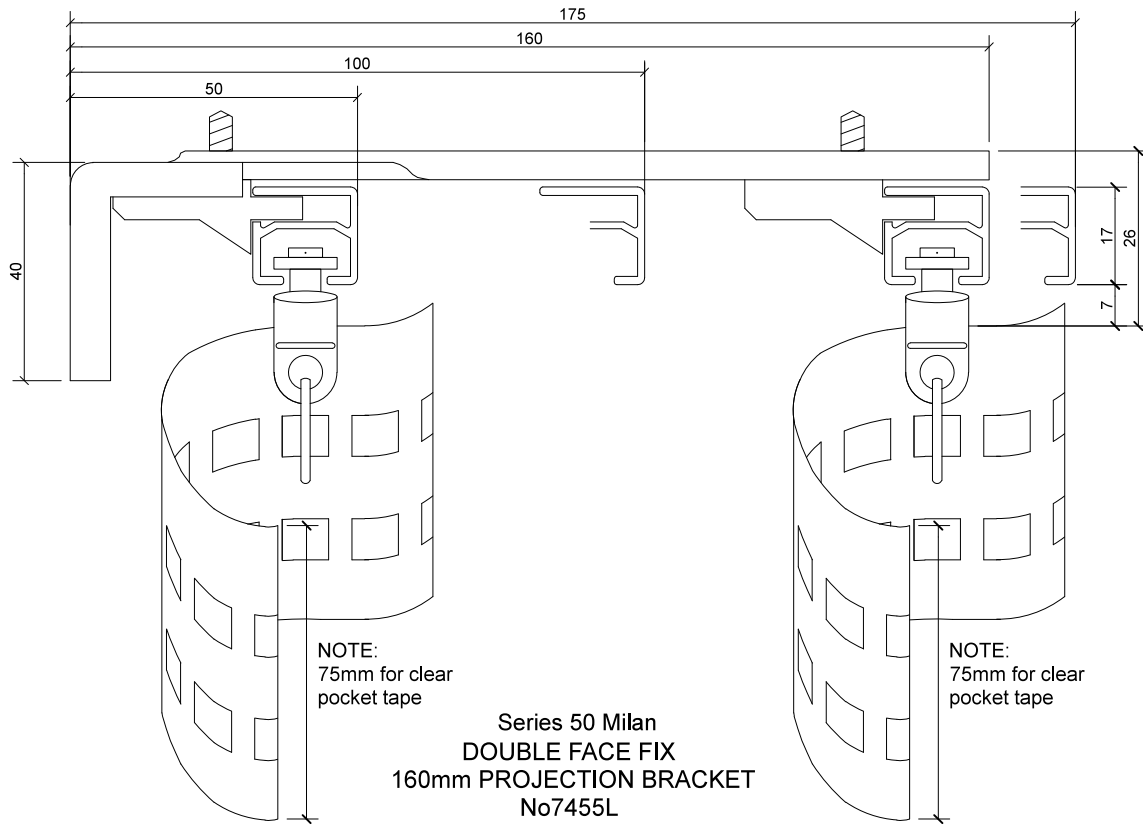 175
160
100
50
40
17
26
7
NOTE:
75mm for clear
pocket tape
NOTE:
75mm for clear
pocket tape
Series 50 Milan
DOUBLE FACE FIX
160mm PROJECTION BRACKET
No7455L